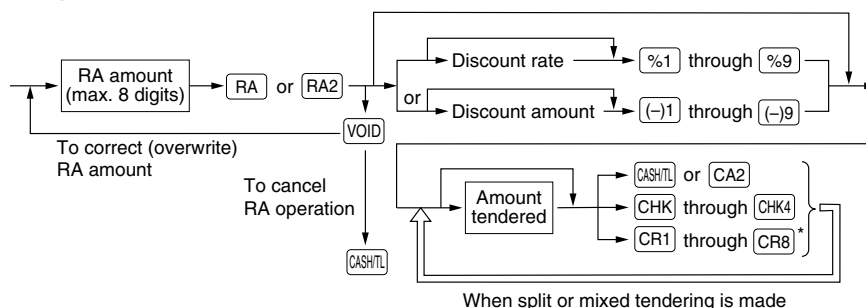 RA amount
(max. 8 digits)
RA or RA2
Discount rate
%1 through %9
or
Discount amount
(–)1 through (–)9
VOID
To correct (overwrite)
RA amount
To cancel
RA operation
CASH/TL
Amount
tendered
CASH/TL or CA2
CHK through CHK4
CR1 through CR8 *
When split or mixed tendering is made